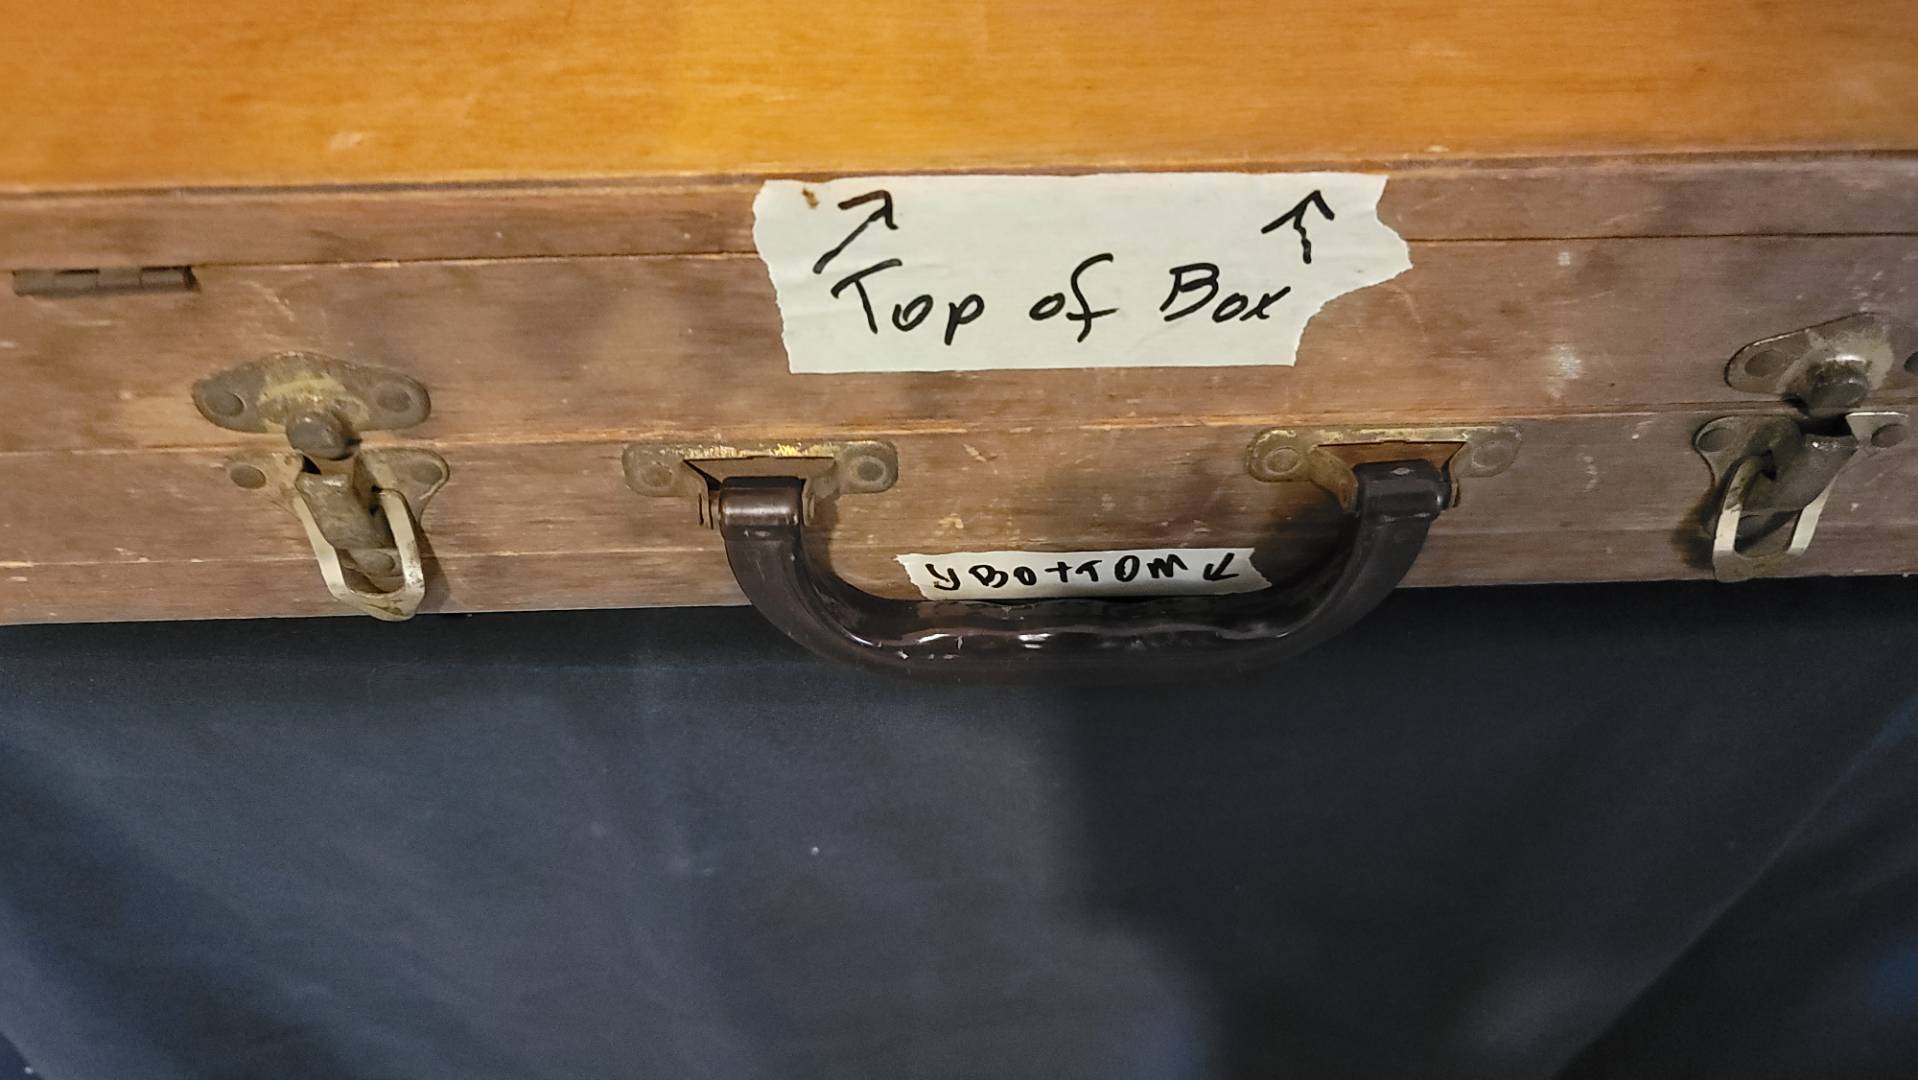 ↗ ↑
Top of Box
↙ BOTTOM ↙